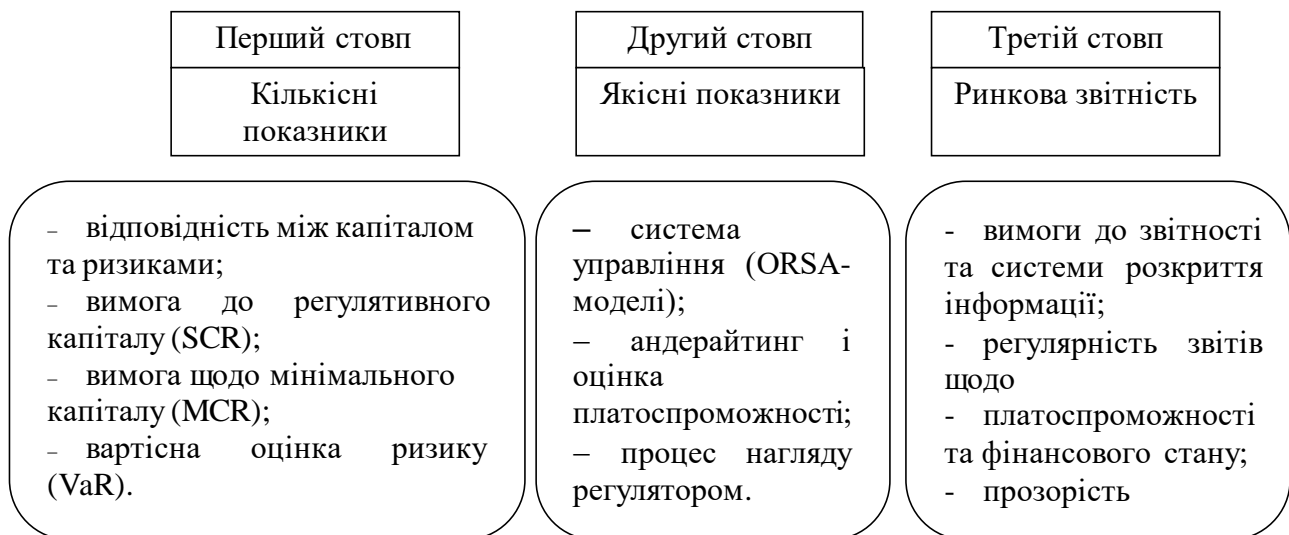 Перший стовп
Кількісні
показники
Другий стовп
Якісні показники
Третій стовп
Ринкова звітність
– відповідність між капіталом
та ризиками;
– вимога до регулятивного
капіталу (SCR);
– вимога щодо мінімального
капіталу (MCR);
– вартісна оцінка ризику
(VaR).
– система
управління (ORSA-
моделі);
– андерайтинг і
оцінка
платоспроможності;
– процес нагляду
регулятором.
- вимоги до звітності
та системи розкриття
інформації;
- регулярність звітів
щодо
- платоспроможності
та фінансового стану;
- прозорість